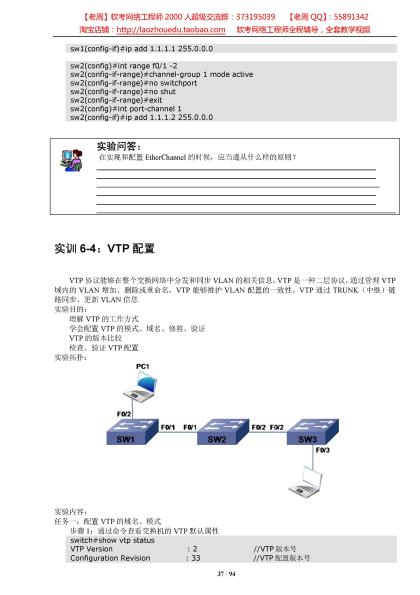 【老周】软考网络工程师 2000 人超级交流群：373195039 【老周 QQ】：55891342
淘宝店铺：http://laozhouedu.taobao.com 软考网络工程师全程辅导，全套教学视频
sw1(config-if)#ip add 1.1.1.1 255.0.0.0
sw2(config)#int range f0/1 -2
sw2(config-if-range)#channel-group 1 mode active
sw2(config-if-range)#no switchport
sw2(config-if-range)#no shut
sw2(config-if-range)#exit
sw2(config)#int port-channel 1
sw2(config-if)#ip add 1.1.1.2 255.0.0.0
实验问答：
在实现和配置 EtherChannel 的时候，应当遵从什么样的原则？
实训 6-4：VTP 配置
VTP 协议能够在整个交换网络中分发和同步 VLAN 的相关信息。VTP 是一种二层协议，通过管理 VTP
域内的 VLAN 增加、删除或重命名，VTP 能够维护 VLAN 配置的一致性。VTP 通过 TRUNK（中继）链
路同步、更新 VLAN 信息
实验目的：
理解 VTP 的工作方式
学会配置 VTP 的模式、域名、修剪、验证
VTP 的版本比较
检查、验证 VTP 配置
实验拓扑：
PC1
F0/2
F0/1 F0/1 F0/2 F0/2
SW1 SW2 SW3
F0/3
实验内容：
任务一：配置 VTP 的域名、模式
步骤 1：通过命令查看交换机的 VTP 默认属性
switch#show vtp status
VTP Version : 2 //VTP 版本号
Configuration Revision : 33 //VTP 配置版本号
37 / 94